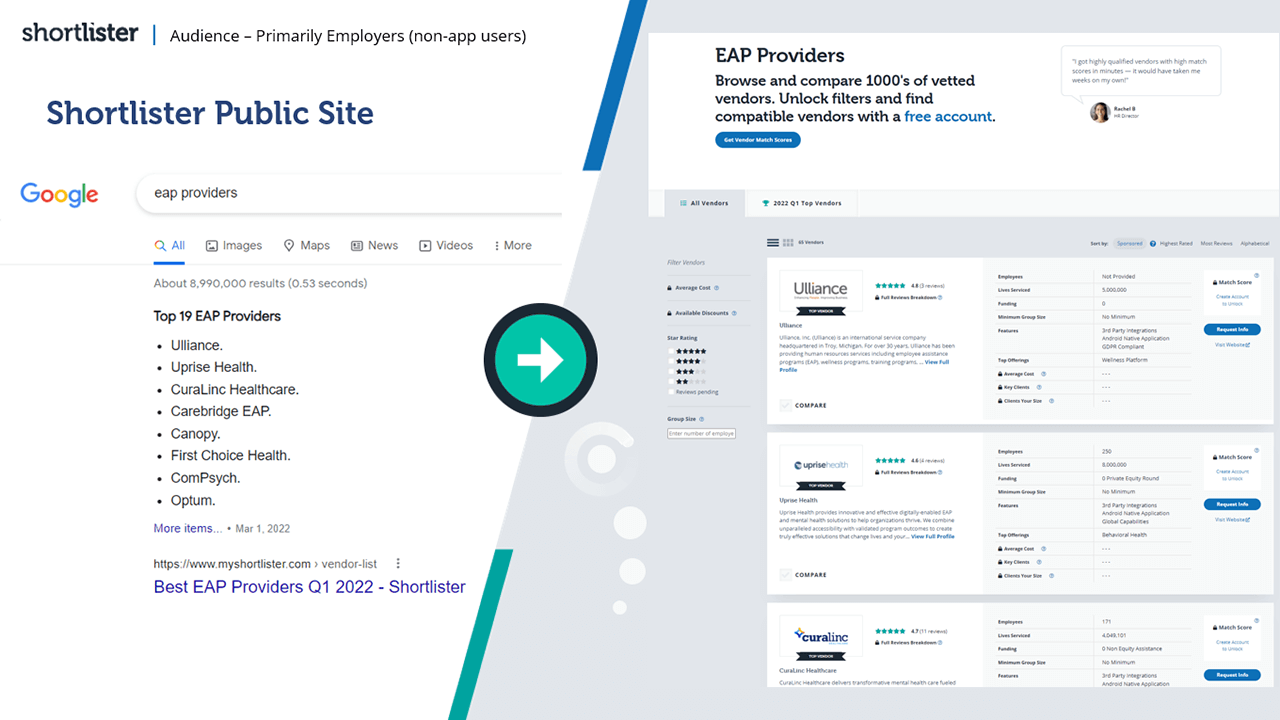 shortlister | Audience – Primarily Employers (non-app users)
Shortlister Public Site
Google
eap providers
All Images Maps News Videos More
About 8,990,000 results (0.53 seconds)
Top 19 EAP Providers
• Ulliance.
• Uprise Health.
• CuraLinc Healthcare.
• Carebridge EAP.
• Canopy.
• First Choice Health.
• ComPsych.
• Optum.
More items... • Mar 1, 2022
https://www.myshortlister.com › vendor-list
Best EAP Providers Q1 2022 - Shortlister
EAP Providers
Browse and compare 1000's of vetted
vendors. Unlock filters and find
compatible vendors with a free account.
Get Vendor Match Scores
"I got highly qualified vendors with high match
scores in minutes — it would have taken me
weeks on my own!"
Rachel B
HR Director
All Vendors
2022 Q1 Top Vendors
65 Vendors
Sort by: Sponsored Highest Rated Most Reviews Alphabetical
Filter Vendors
Average Cost
Available Discounts
Star Rating
Reviews pending
Group Size
Enter number of employe
Ulliance
Enhancing People. Improving Business.
TOP VENDOR
4.8 (3 reviews)
Full Reviews Breakdown
Ulliance
Ulliance, Inc. (Ulliance) is an international service company
headquartered in Troy, Michigan. For over 30 years, Ulliance has been
providing human resources services including employee assistance
programs (EAP), wellness programs, training programs, ... View Full
Profile
COMPARE
Employees Not Provided
Lives Serviced 5,000,000
Funding 0
Minimum Group Size No Minimum
Features 3rd Party Integrations
Android Native Application
GDPR Compliant
Top Offerings Wellness Platform
Average Cost - - -
Key Clients - - -
Clients Your Size - - -
Match Score
Create Account
to Unlock
Request Info
Visit Website
uprisehealth
TOP VENDOR
4.6 (4 reviews)
Full Reviews Breakdown
Uprise Health
Uprise Health provides innovative and effective digitally-enabled EAP
and mental health solutions to help organizations thrive. We combine
unparalleled accessibility with validated program outcomes to create
truly effective solutions that change lives and your... View Full Profile
COMPARE
Employees 250
Lives Serviced 8,000,000
Funding 0 Private Equity Round
Minimum Group Size No Minimum
Features 3rd Party Integrations
Android Native Application
Global Capabilities
Top Offerings Behavioral Health
Average Cost - - -
Key Clients - - -
Clients Your Size - - -
Match Score
Create Account
to Unlock
Request Info
Visit Website
curalinc
TOP VENDOR
4.7 (11 reviews)
Full Reviews Breakdown
CuraLinc Healthcare
CuraLinc Healthcare delivers transformative mental health care fueled
Employees 171
Lives Serviced 4,049,101
Funding 0 Non Equity Assistance
Minimum Group Size No Minimum
Features 3rd Party Integrations
Android Native Application
Match Score
Create Account
to Unlock
Request Info